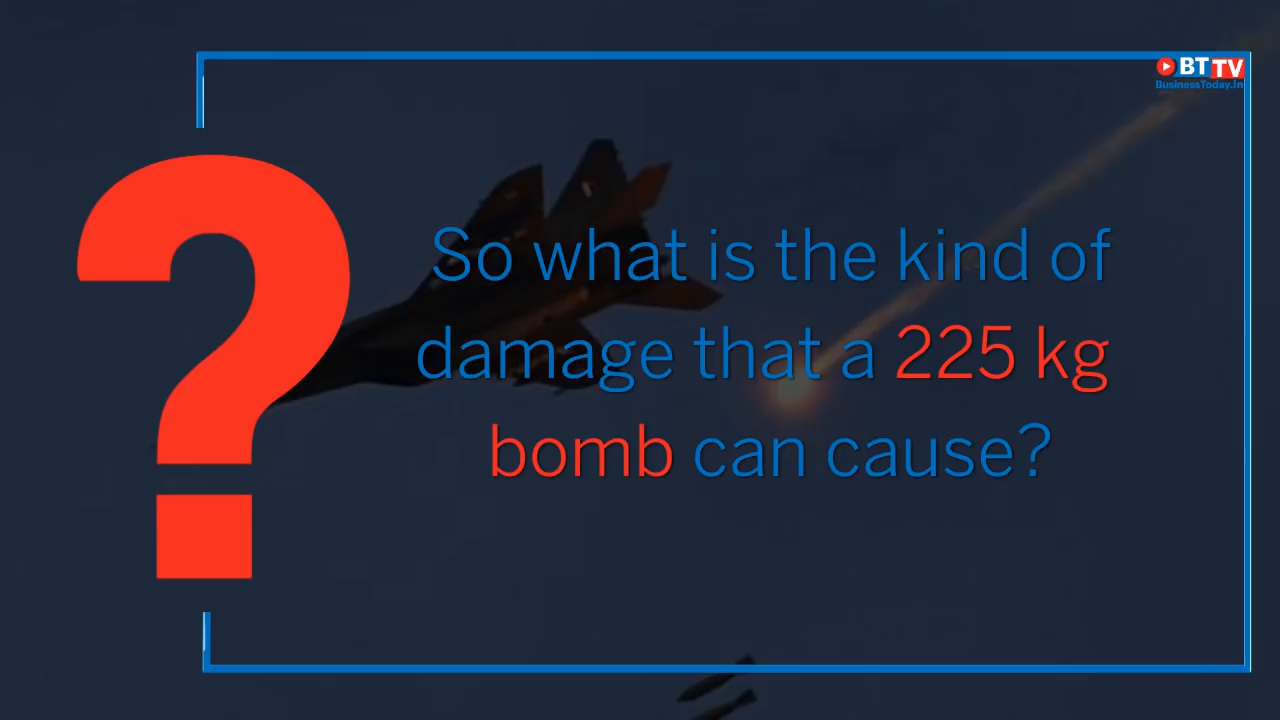 BT TV
BusinessToday.In
So what is the kind of
damage that a 225 kg
bomb can cause?
?